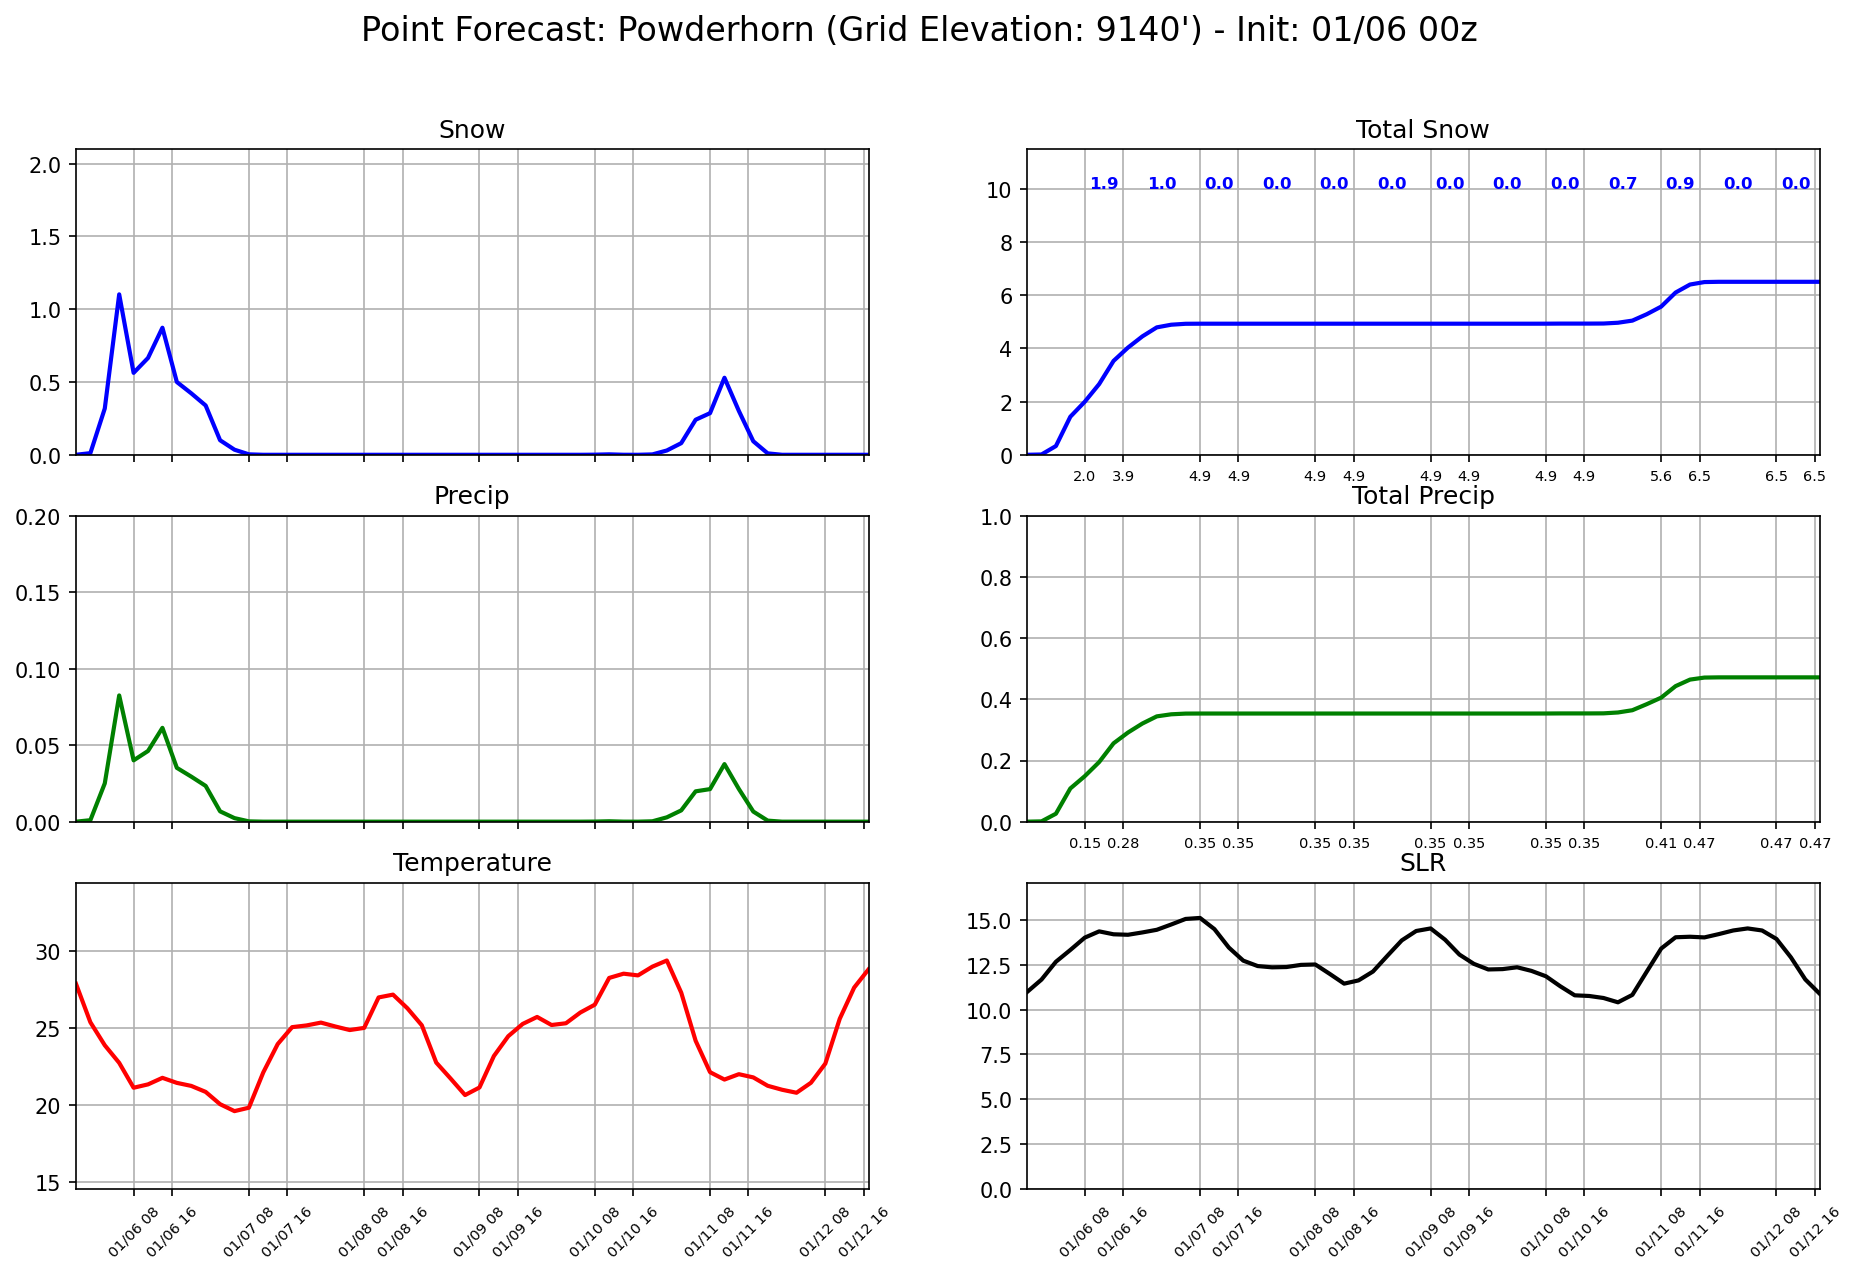 Point Forecast: Powderhorn (Grid Elevation: 9140') - Init: 01/06 00z
Snow
2.0
1.5
1.0
0.5
0.0
Total Snow
10
8
6
4
2
0
1.9 1.0 0.0 0.0 0.0 0.0 0.0 0.0 0.0 0.7 0.9 0.0 0.0
2.0 3.9 4.9 4.9 4.9 4.9 4.9 4.9 4.9 4.9 5.6 6.5 6.5 6.5
Precip
0.20
0.15
0.10
0.05
0.00
Total Precip
1.0
0.8
0.6
0.4
0.2
0.0
0.15 0.28 0.35 0.35 0.35 0.35 0.35 0.35 0.35 0.35 0.41 0.47 0.47 0.47
Temperature
30
25
20
15
01/06 08 01/06 16 01/07 08 01/07 16 01/08 08 01/08 16 01/09 08 01/09 16 01/10 08 01/10 16 01/11 08 01/11 16 01/12 08 01/12 16
SLR
15.0
12.5
10.0
7.5
5.0
2.5
0.0
01/06 08 01/06 16 01/07 08 01/07 16 01/08 08 01/08 16 01/09 08 01/09 16 01/10 08 01/10 16 01/11 08 01/11 16 01/12 08 01/12 16